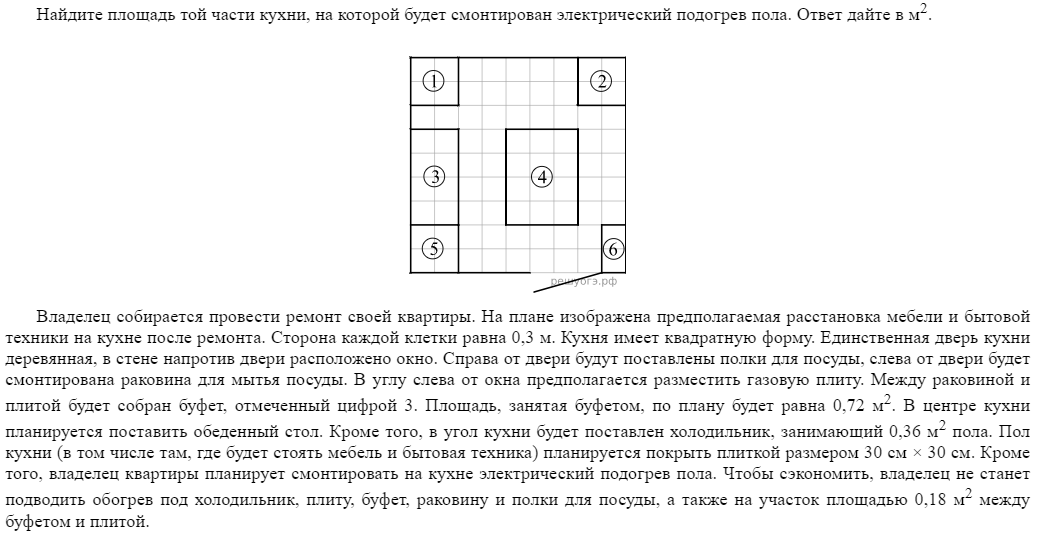 Найдите площадь той части кухни, на которой будет смонтирован электрический подогрев пола. Ответ дайте в м².
1
2
3
4
5
6
решуогэ.рф
Владелец собирается провести ремонт своей квартиры. На плане изображена предполагаемая расстановка мебели и бытовой
техники на кухне после ремонта. Сторона каждой клетки равна 0,3 м. Кухня имеет квадратную форму. Единственная дверь кухни
деревянная, в стене напротив двери расположено окно. Справа от двери будут поставлены полки для посуды, слева от двери будет
смонтирована раковина для мытья посуды. В углу слева от окна предполагается разместить газовую плиту. Между раковиной и
плитой будет собран буфет, отмеченный цифрой 3. Площадь, занятая буфетом, по плану будет равна 0,72 м². В центре кухни
планируется поставить обеденный стол. Кроме того, в угол кухни будет поставлен холодильник, занимающий 0,36 м² пола. Пол
кухни (в том числе там, где будет стоять мебель и бытовая техника) планируется покрыть плиткой размером 30 см × 30 см. Кроме
того, владелец квартиры планирует смонтировать на кухне электрический подогрев пола. Чтобы сэкономить, владелец не станет
подводить обогрев под холодильник, плиту, буфет, раковину и полки для посуды, а также на участок площадью 0,18 м² между
буфетом и плитой.